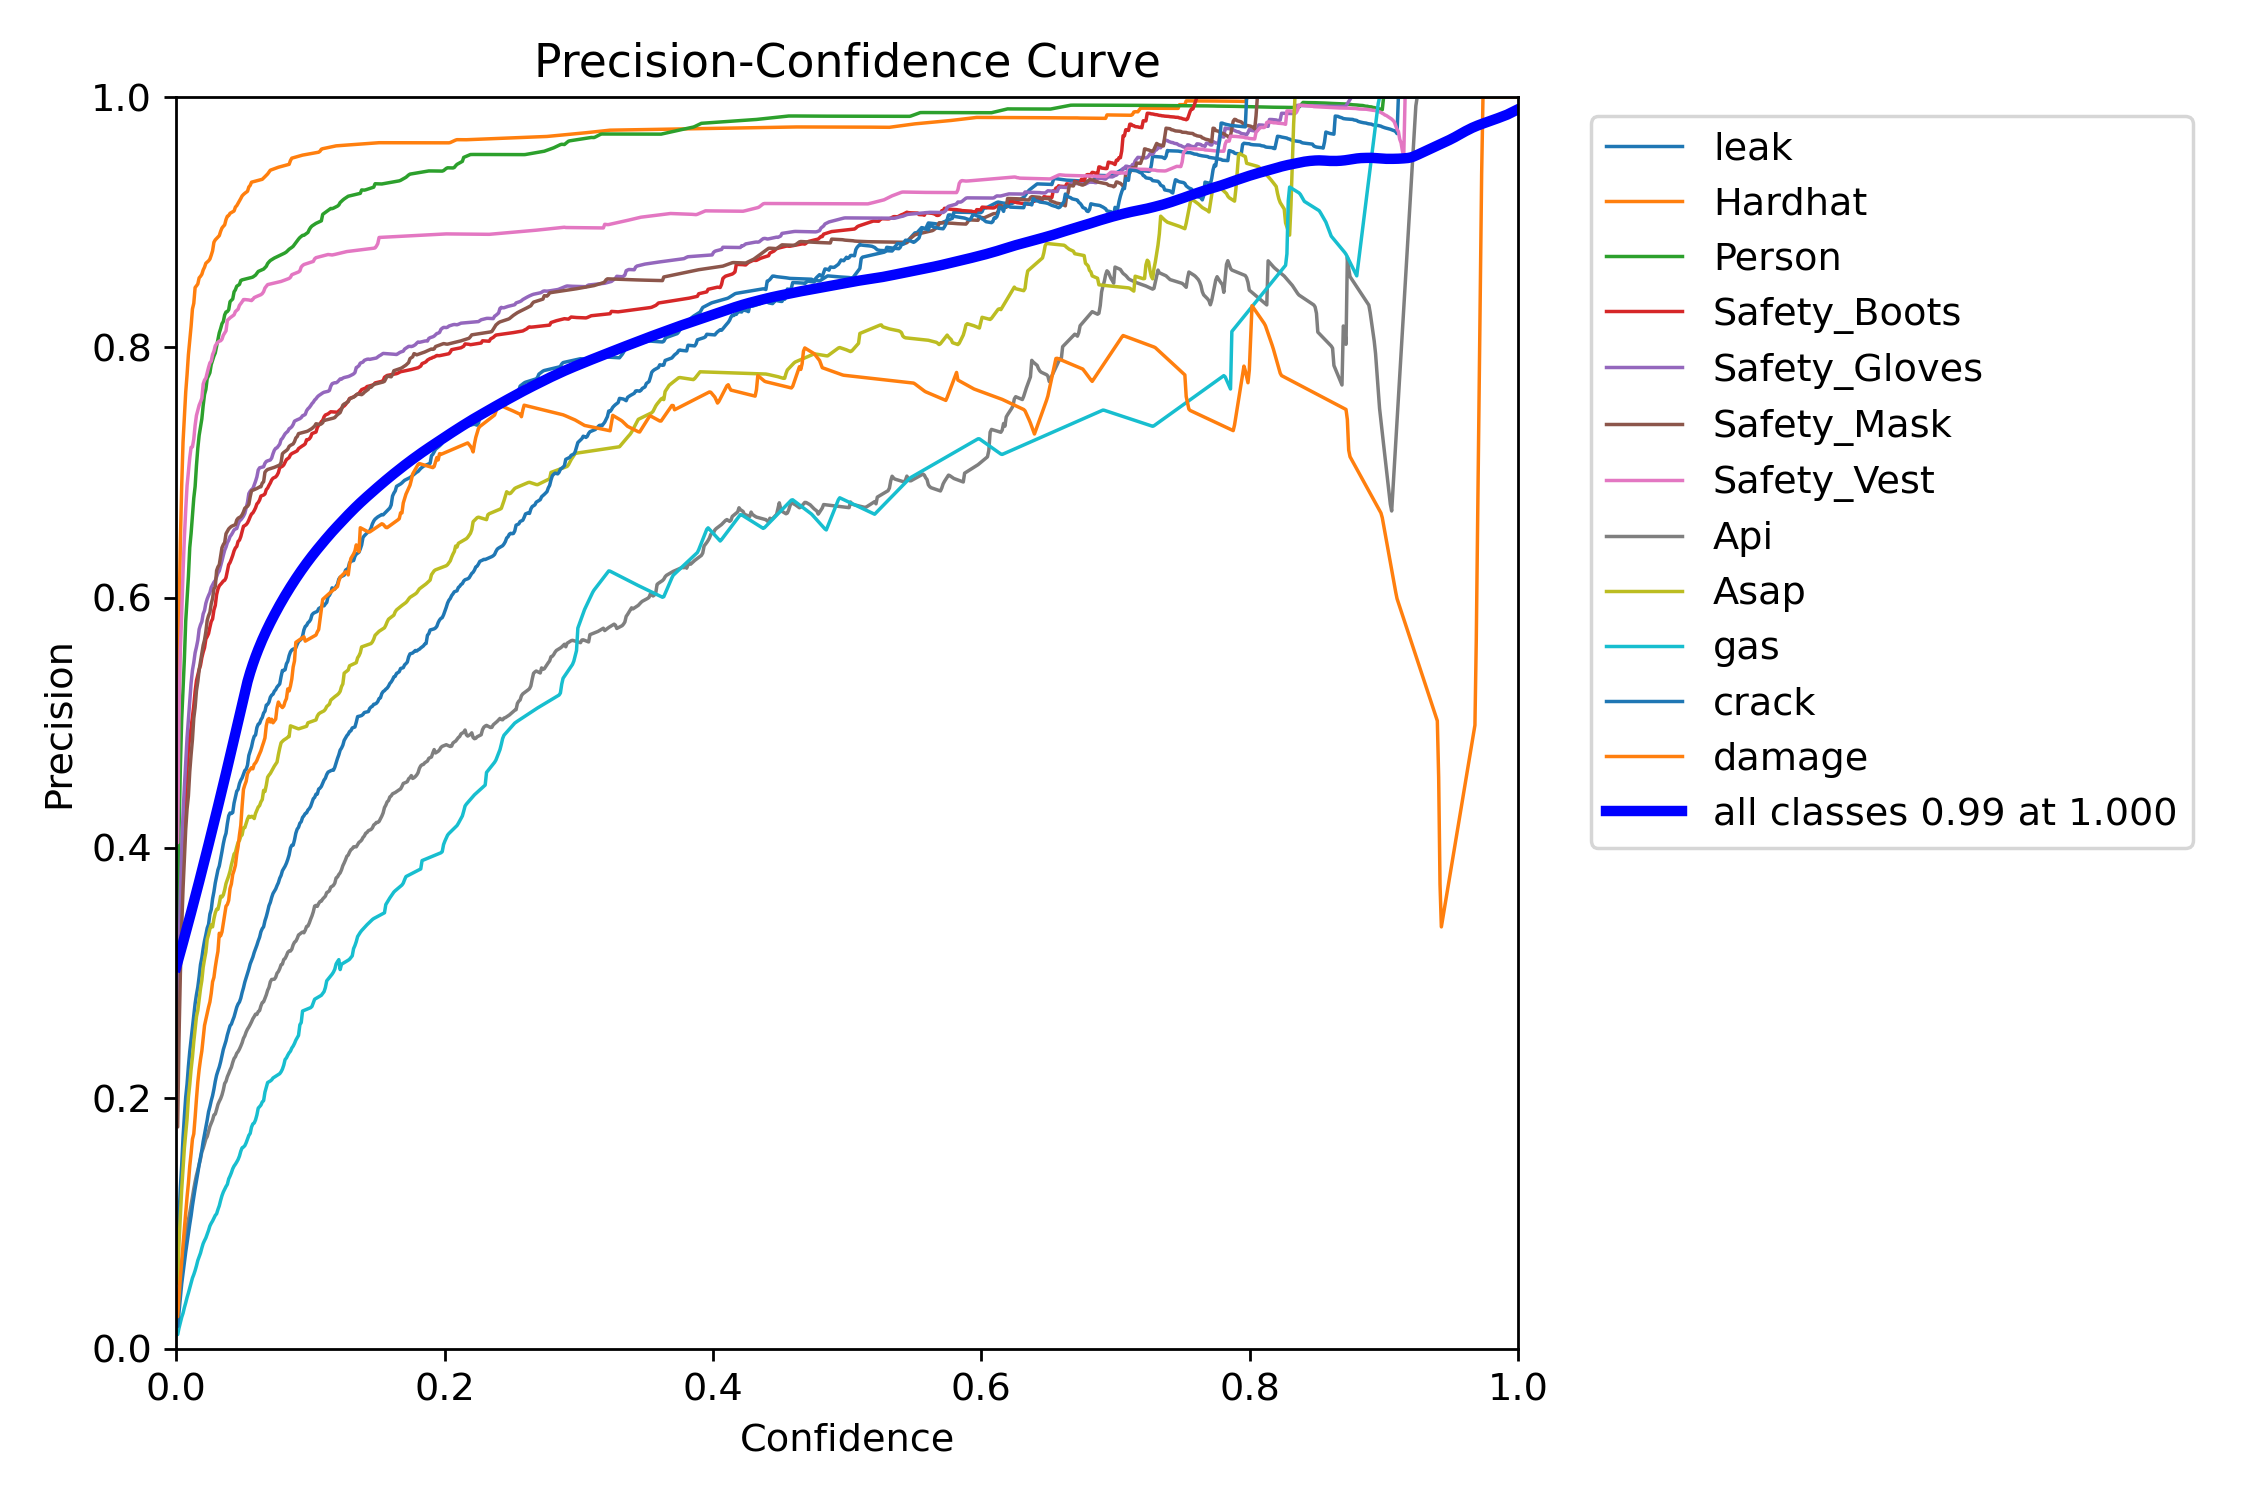 Precision-Confidence Curve
1.0
0.8
0.6
0.4
0.2
0.0
Precision
0.0 0.2 0.4 0.6 0.8 1.0
Confidence
leak
Hardhat
Person
Safety_Boots
Safety_Gloves
Safety_Mask
Safety_Vest
Api
Asap
gas
crack
damage
all classes 0.99 at 1.000